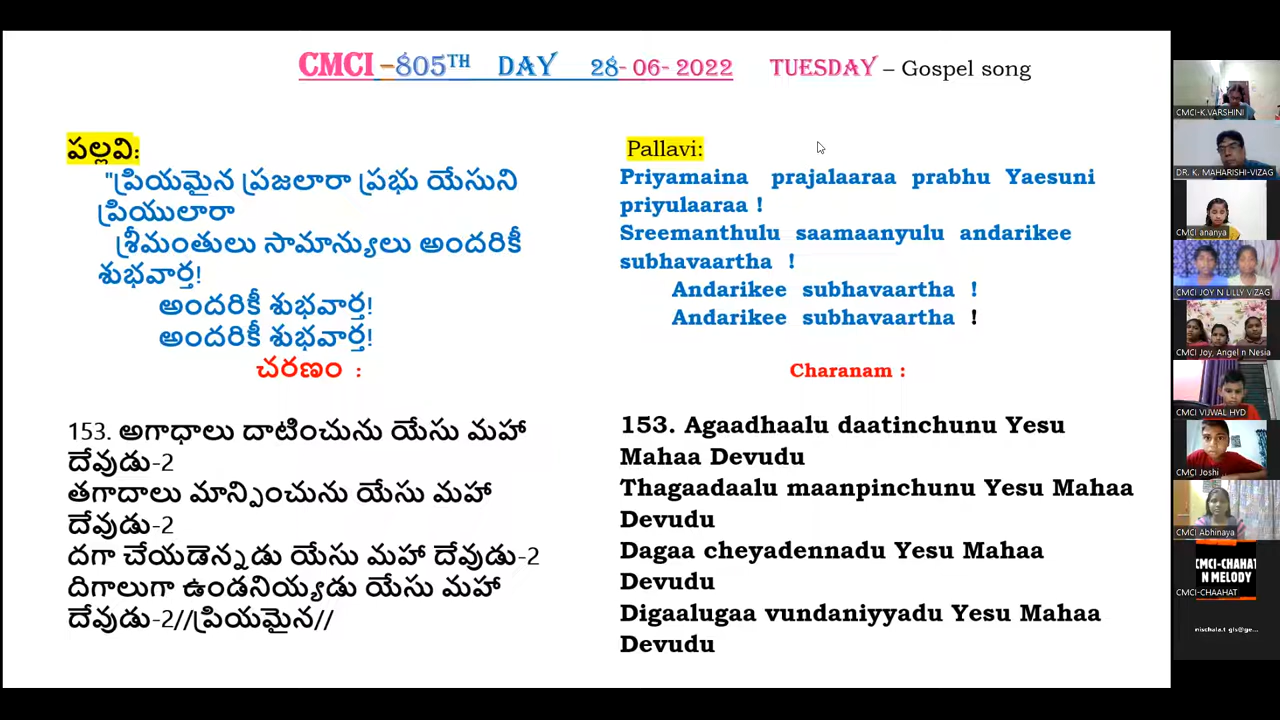 CMCI –805TH DAY 28- 06- 2022 TUESDAY – Gospel song
పల్లవి:
"ప్రియమైన ప్రజలారా ప్రభు యేసుని
ప్రియులారా
శ్రీమంతులు సామాన్యులు అందరికీ
శుభవార్త!
అందరికీ శుభవార్త!
అందరికీ శుభవార్త!
చరణం :
153. అగాధాలు దాటించును యేసు మహా
దేవుడు-2
తగాదాలు మాన్పించును యేసు మహా
దేవుడు-2
దగా చేయడెన్నడు యేసు మహా దేవుడు-2
దిగాలుగా ఉండనియ్యడు యేసు మహా
దేవుడు-2//ప్రియమైన//
Pallavi:
Priyamaina prajalaaraa prabhu Yaesuni
priyulaaraa !
Sreemanthulu saamaanyulu andarikee
subhavaartha !
Andarikee subhavaartha !
Andarikee subhavaartha !
Charanam :
153. Agaadhaalu daatinchunu Yesu
Mahaa Devudu
Thagaadaalu maanpinchunu Yesu Mahaa
Devudu
Dagaa cheyadennadu Yesu Mahaa
Devudu
Digaalugaa vundaniyyadu Yesu Mahaa
Devudu
CMCI-K.VARSHINI
DR. K. MAHARISHI-VIZAG
CMCI ananya
CMCI JOY N LILLY VIZAG
CMCI Joy, Angel n Nesia
CMCI VIJWAL HYD
CMCI Joshi
CMCI Abhinaya
CMCI-CHAHAT
N MELODY
CMCI-CHAAHAT
nischala.t gis@ge...